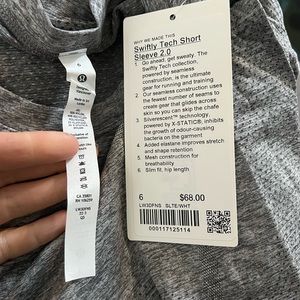 WHY WE MADE THIS
Swiftly Tech Short
Sleeve 2.0
1. Go ahead, get sweaty. The
Swiftly Tech collection,
powered by seamless
construction, is the ultimate
gear for running and training
2. Our seamless construction uses
the fewest number of seams to
create gear that glides across
skin so you can skip the chafe
3. Silverescent™ technology,
powered by X-STATIC®, inhibits
the growth of odour-causing
bacteria on the garment
4. Added elastane improves stretch
and shape retention
5. Mesh construction for
breathability
6. Slim fit, hip length
6 $68.00
LW3DFNS SLTE/WHT
000117125114
6
LW3DFNS